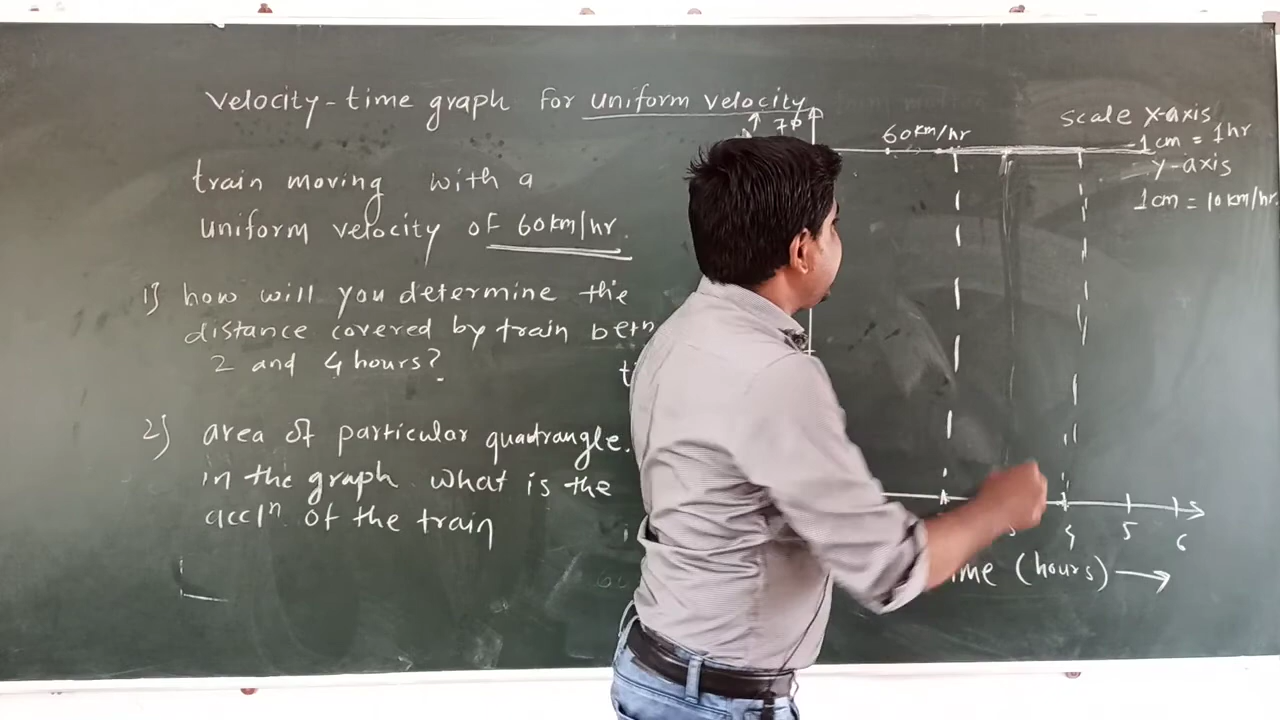 velocity-time graph for uniform velocity
train moving with a
uniform velocity of 60km/hr.
1) how will you determine the
distance covered by train betn
2 and 4 hours?
2) area of particular quadrangle.
in the graph. what is the
accln of the train
70
60km/hr
scale x-axis
1cm = 1hr
y-axis
1cm = 10km/hr.
4 5 6
(hours)